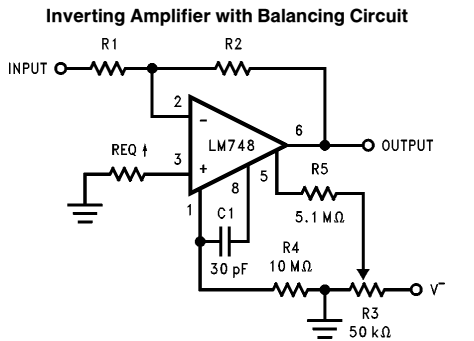 Inverting Amplifier with Balancing Circuit
R1
R2
INPUT
2
6
LM748
OUTPUT
REQ †
3
5
R5
8
1
C1
5.1 MΩ
30 pF
R4
10 MΩ
V⁻
R3
50 kΩ